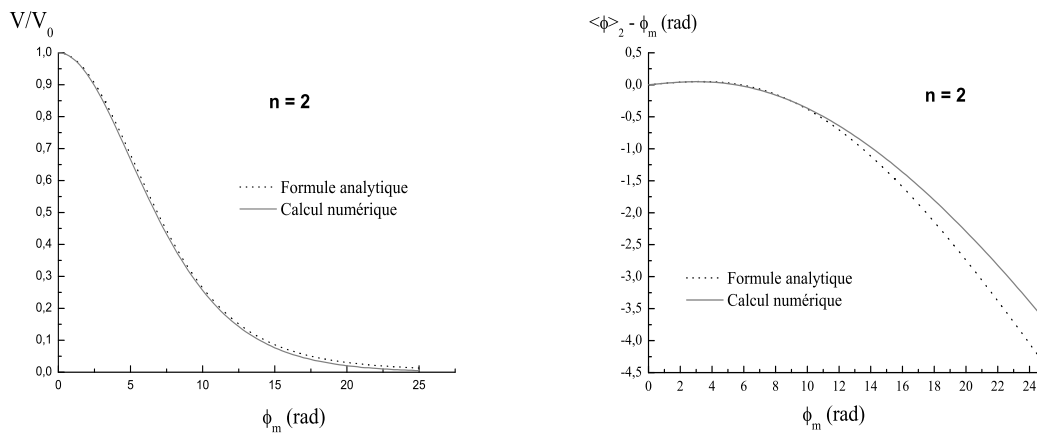 V/V0
1,0
0,9
0,8
0,7
0,6
0,5
0,4
0,3
0,2
0,1
0,0
n = 2
Formule analytique
Calcul numérique
0 5 10 15 20 25
ϕm (rad)
<ϕ>2 - ϕm (rad)
0,5
0,0
-0,5
-1,0
-1,5
-2,0
-2,5
-3,0
-3,5
-4,0
-4,5
n = 2
Formule analytique
Calcul numérique
0 2 4 6 8 10 12 14 16 18 20 22 24
ϕm (rad)